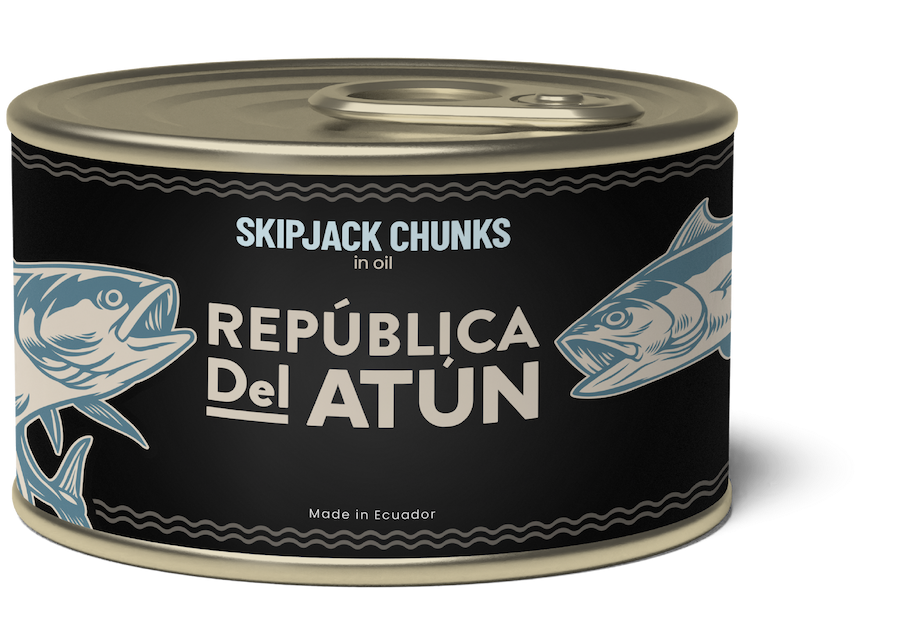 SKIPJACK CHUNKS
in oil
REPÚBLICA
Del ATÚN
Made in Ecuador